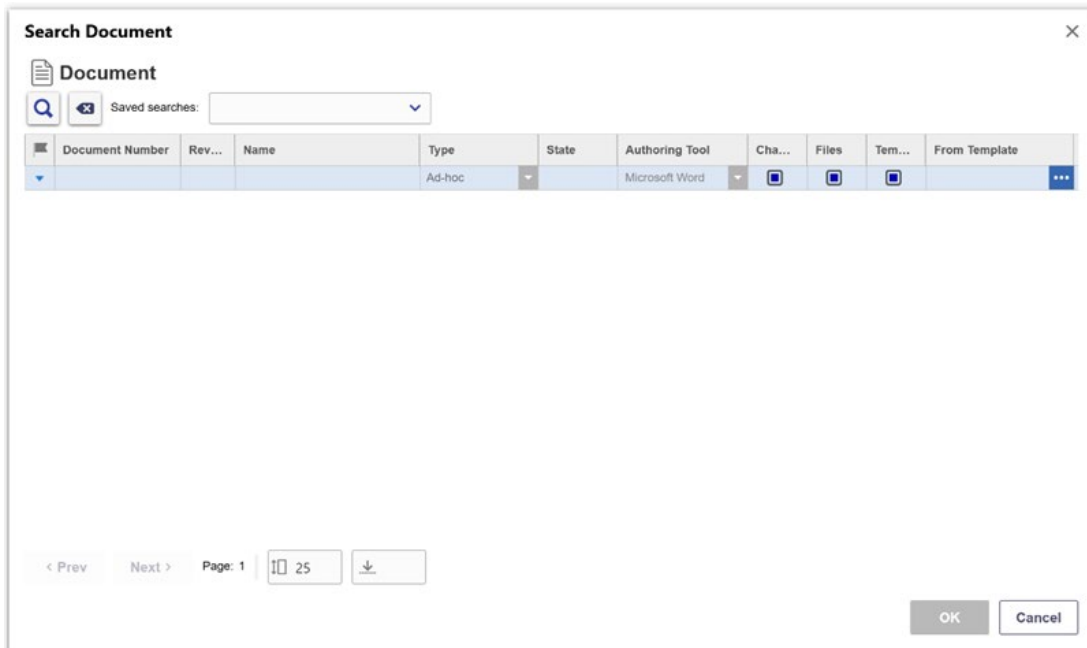 Search Document
Document
Saved searches:
Document Number Rev... Name Type State Authoring Tool Cha... Files Tem... From Template
Ad-hoc Microsoft Word
< Prev Next > Page: 1 25
OK Cancel